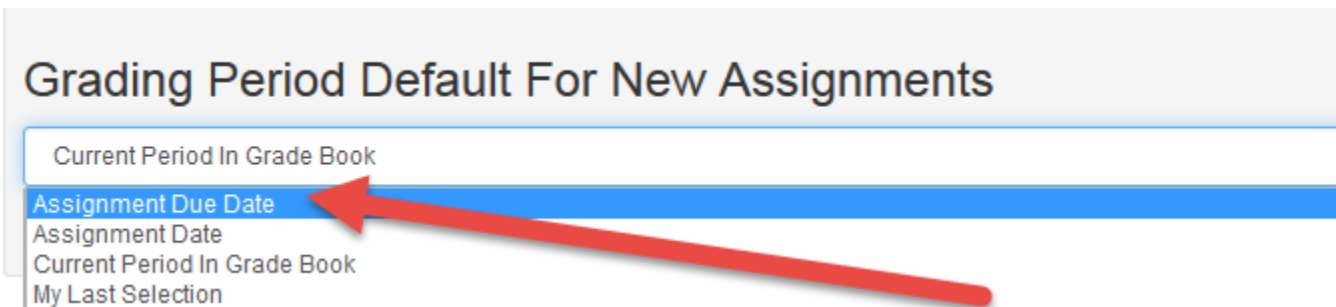 Grading Period Default For New Assignments
Current Period In Grade Book
Assignment Due Date
Assignment Date
Current Period In Grade Book
My Last Selection